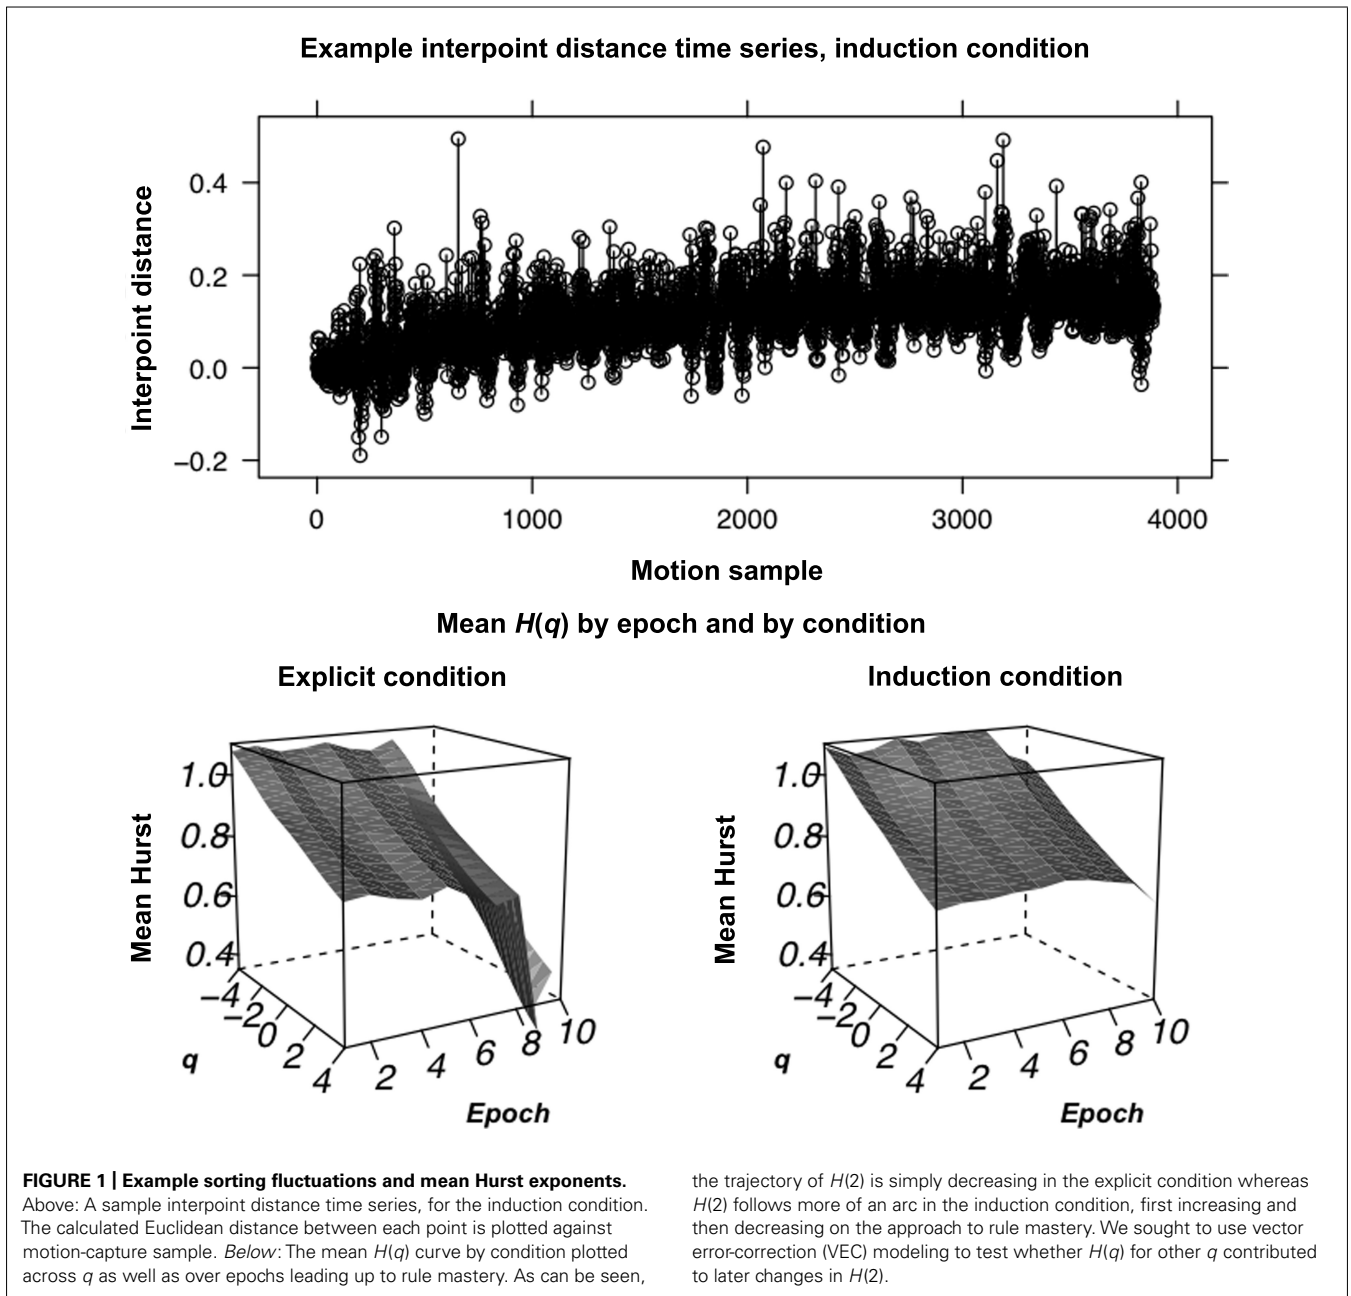 Example interpoint distance time series, induction condition
Interpoint distance
0.4
0.2
0.0
−0.2
0
1000
2000
3000
4000
Motion sample
Mean H(q) by epoch and by condition
Explicit condition
Mean Hurst
1.0
0.8
0.6
0.4
−4
−2
0
2
4
q
2
4
6
8
10
Epoch
Induction condition
Mean Hurst
1.0
0.8
0.6
0.4
−4
−2
0
2
4
q
2
4
6
8
10
Epoch
FIGURE 1 | Example sorting fluctuations and mean Hurst exponents.
Above: A sample interpoint distance time series, for the induction condition.
The calculated Euclidean distance between each point is plotted against
motion-capture sample. Below: The mean H(q) curve by condition plotted
across q as well as over epochs leading up to rule mastery. As can be seen,
the trajectory of H(2) is simply decreasing in the explicit condition whereas
H(2) follows more of an arc in the induction condition, first increasing and
then decreasing on the approach to rule mastery. We sought to use vector
error-correction (VEC) modeling to test whether H(q) for other q contributed
to later changes in H(2).